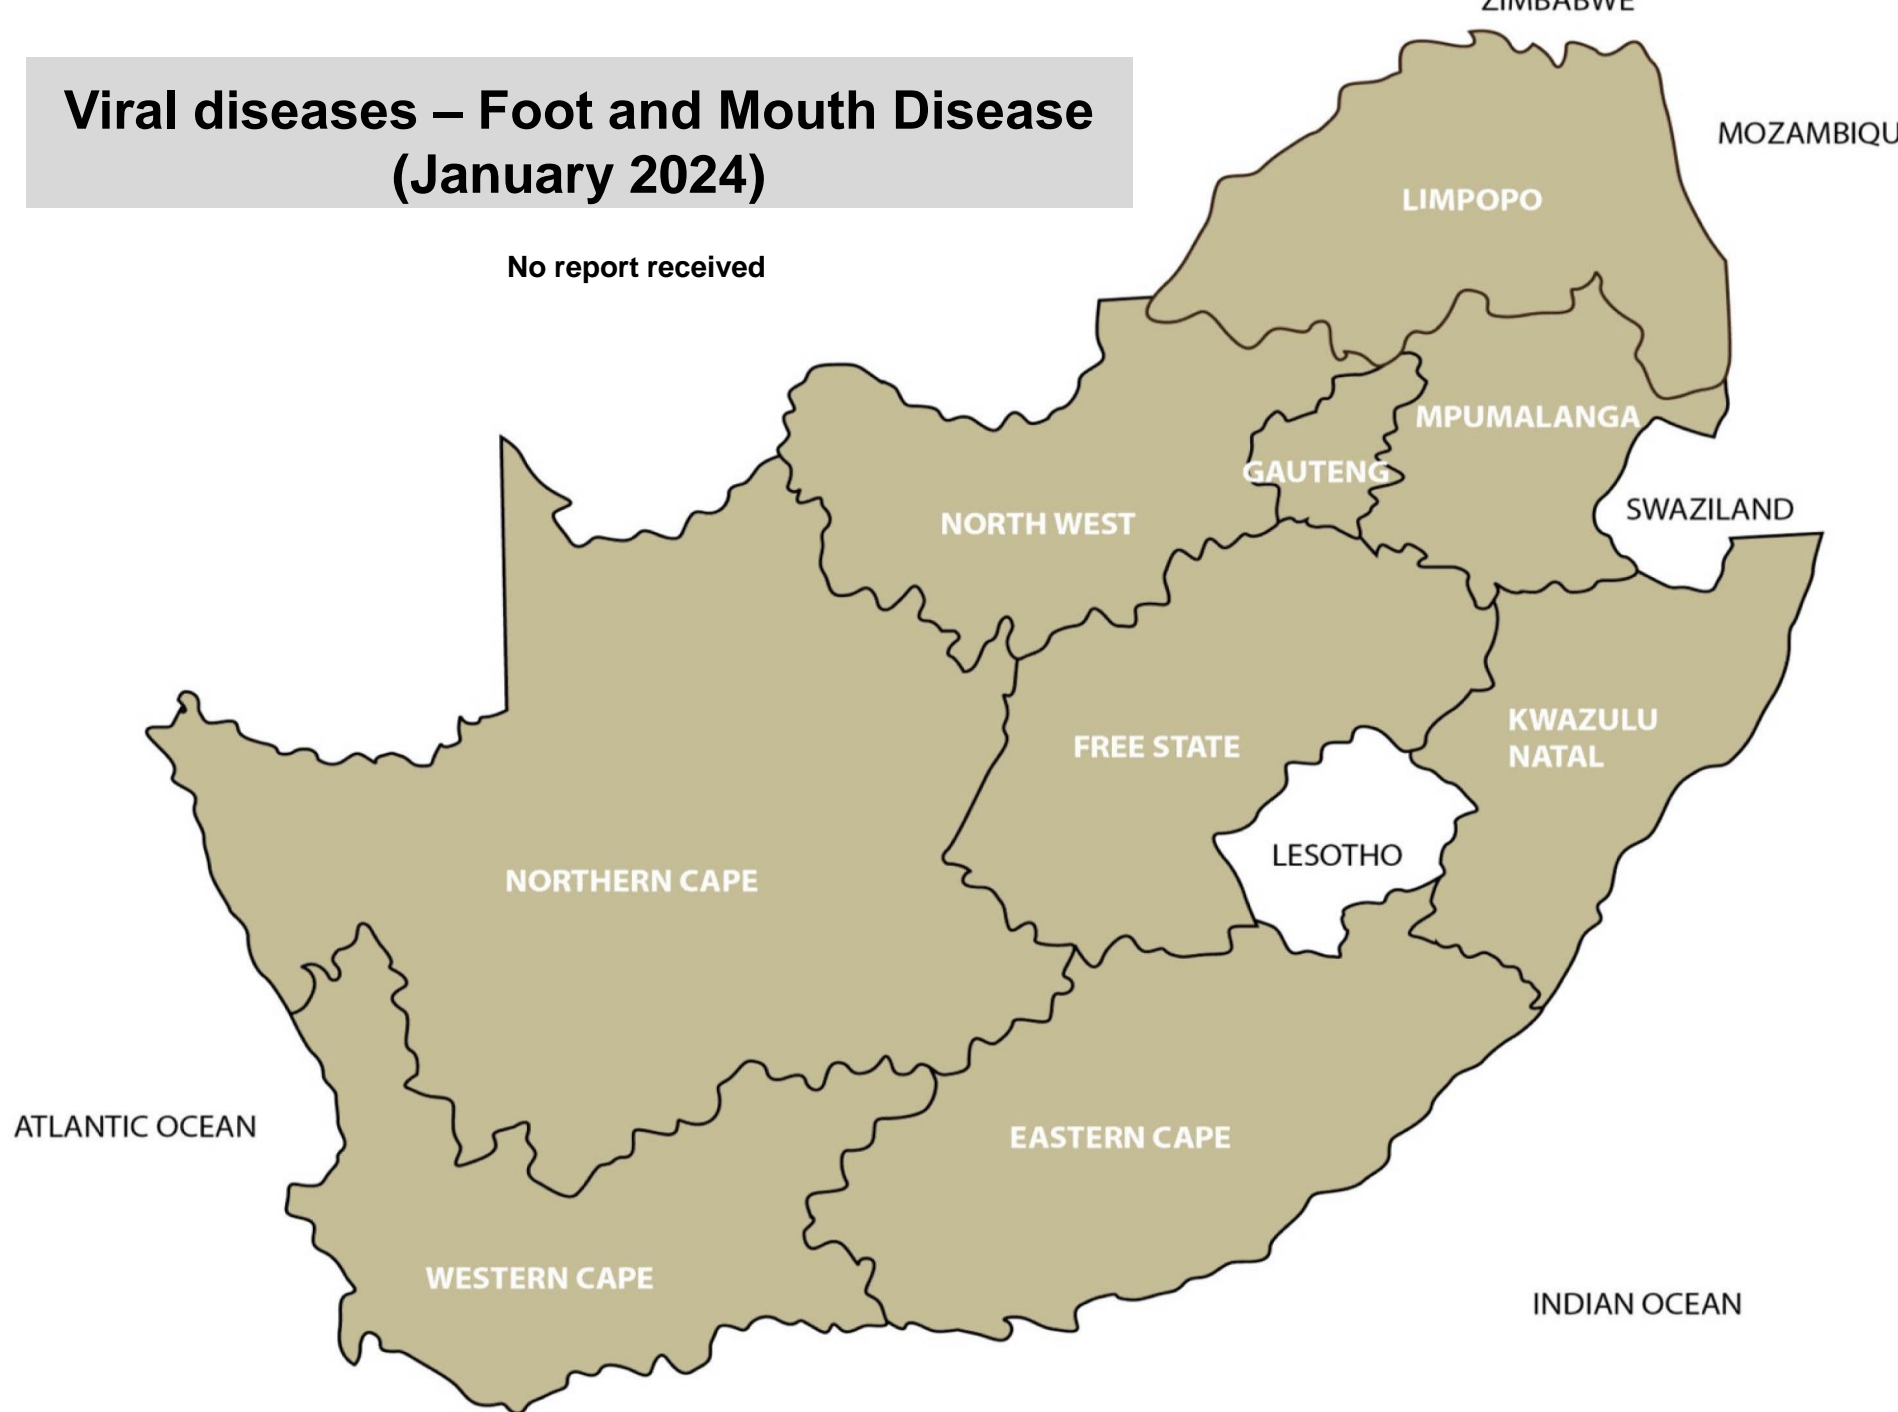 ZIMBABWE
Viral diseases – Foot and Mouth Disease
(January 2024)
MOZAMBIQU
LIMPOPO
No report received
MPUMALANGA
GAUTENG
SWAZILAND
NORTH WEST
KWAZULU
NATAL
FREE STATE
LESOTHO
NORTHERN CAPE
ATLANTIC OCEAN
EASTERN CAPE
WESTERN CAPE
INDIAN OCEAN